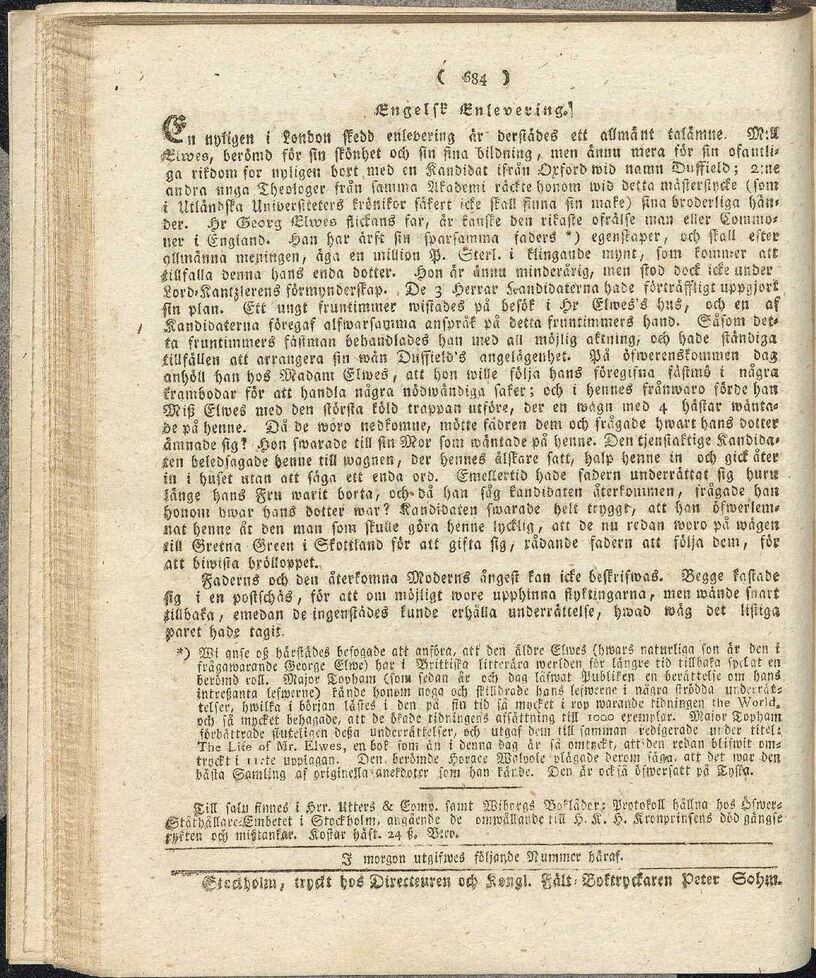 ( 684 )
Engelsk Enlevering.
En nyligen i London skedd enlevering är derstädes ett allmänt talämne. M:ll
Elwes, berömd för sin skönhet och sin fina bildning, men ännu mera för sin ofantli-
ga rikdom for nyligen bort med en Kandidat ifrån Oxford wid namn Duffield; 2:ne
andra unga Theologer från samma Akademi räckte honom wid detta mästerstycke (som
i Utländska Universiteters krönikor säkert icke skall finna sin make) sina broderliga hän-
der. Hr Georg Elwes flickans far, är kanske den rikaste ofrälse man eller Commo-
ner i England. Han har ärft sin sparsamma faders *) egenskaper, och skall efter
allmänna meningen, äga en million P. Sterl. i klingande mynt, som kommer att
tillfalla denna hans enda dotter. Hon är ännu minderårig, men stod dock icke under
Lord-Kantzlerens förmynderskap. De 3 Herrar Kandidaterna hade förträffligt uppgjort
sin plan. Ett ungt fruntimmer wistades på besök i Hr Elwes's hus, och en af
Kandidaterna föregaf alfwarsamma anspråk på detta fruntimmers hand. Såsom det-
ta fruntimmers fästman behandlades han med all möjlig aktning, och hade ständiga
tillfällen att arrangera sin wän Duffield's angelägenhet. På öfwerenskommen dag
anhöll han hos Madam Elwes, att hon wille följa hans föregifna fästmö i några
krambodar för att handla några nödwändiga saker; och i hennes frånwaro förde han
Miß Elwes med den största köld trappan utföre, der en wagn med 4 hästar wänta-
de på henne. Då de woro nedkomne, mötte fadren dem och frågade hwart hans dotter
ämnade sig? Hon swarade till sin Mor som wäntade på henne. Den tjenstaktige Kandida-
ten beledsagade henne till wagnen, der hennes älskare satt, halp henne in och gick åter
in i huset utan att säga ett enda ord. Emellertid hade fadern underrättat sig huru
länge hans Fru warit borta, och då han såg kandidaten återkommen, frågade han
honom hwar hans dotter war? Kandidaten swarade helt tryggt, att han öfwerlem-
nat henne åt den man som skulle göra henne lycklig, att de nu redan woro på wägen
till Gretna Green i Skottland för att gifta sig, rådande fadern att följa dem, för
att biwista brölloppet.
Faderns och den återkomna Moderns ångest kan icke beskrifwas. Begge kastade
sig i en postschäs, för att om möjligt wore upphinna flyktingarna, men wände snart
tillbaka, emedan de ingenstädes kunde erhålla underrättelse, hwad wäg det listiga
paret hade tagit.
*) Wi anse oß härstädes befogade att anföra, att den äldre Elwes (hwars naturliga son är den i
frågawarande George Elwe) har i Brittiska litterära werlden för längre tid tillbaka spelat en
berömd roll. Major Topham (som sedan är och dag läfwat Publiken en berättelse om hans
intreßanta lefwerne) kände honom noga och skildrade hans lefwerne i några strödda underrät-
telser, hwilka i början lästes i den på sin tid så mycket i rop warande tidningen the World,
och så mycket behagade, att de ökade tidningens afsättning till 1000 exemplar. Major Topham
förbättrade sluteligen deßa underrättelser, och utgaf dem till samman redigerade under titel:
The Life of Mr. Elwes, en bok som än i denna dag är så omtyckt, att den redan bliswit om-
tryckt i 11:te upplagan. Den berömde Horace Walpole plägade derom säga, att det war den
bästa Samling af originella anekdoter som han kände. Den är också öfwersatt på Tyska.
Till salu finnes i Hrr. Utters & Comp. samt Wiborgs Boklådor: Protokoll hållna hos Öfwer-
Ståthållare-Embetet i Stockholm, angående de omwällande till H. K. H. Kronprinsens död gångse
rykten och mißtankar. Kostar häft. 24 ß. B:co.
I morgon utgifwes följande Nummer häraf.
Stockholm, tryckt hos Directeuren och Kongl. Fält-Boktryckaren Peter Sohm.